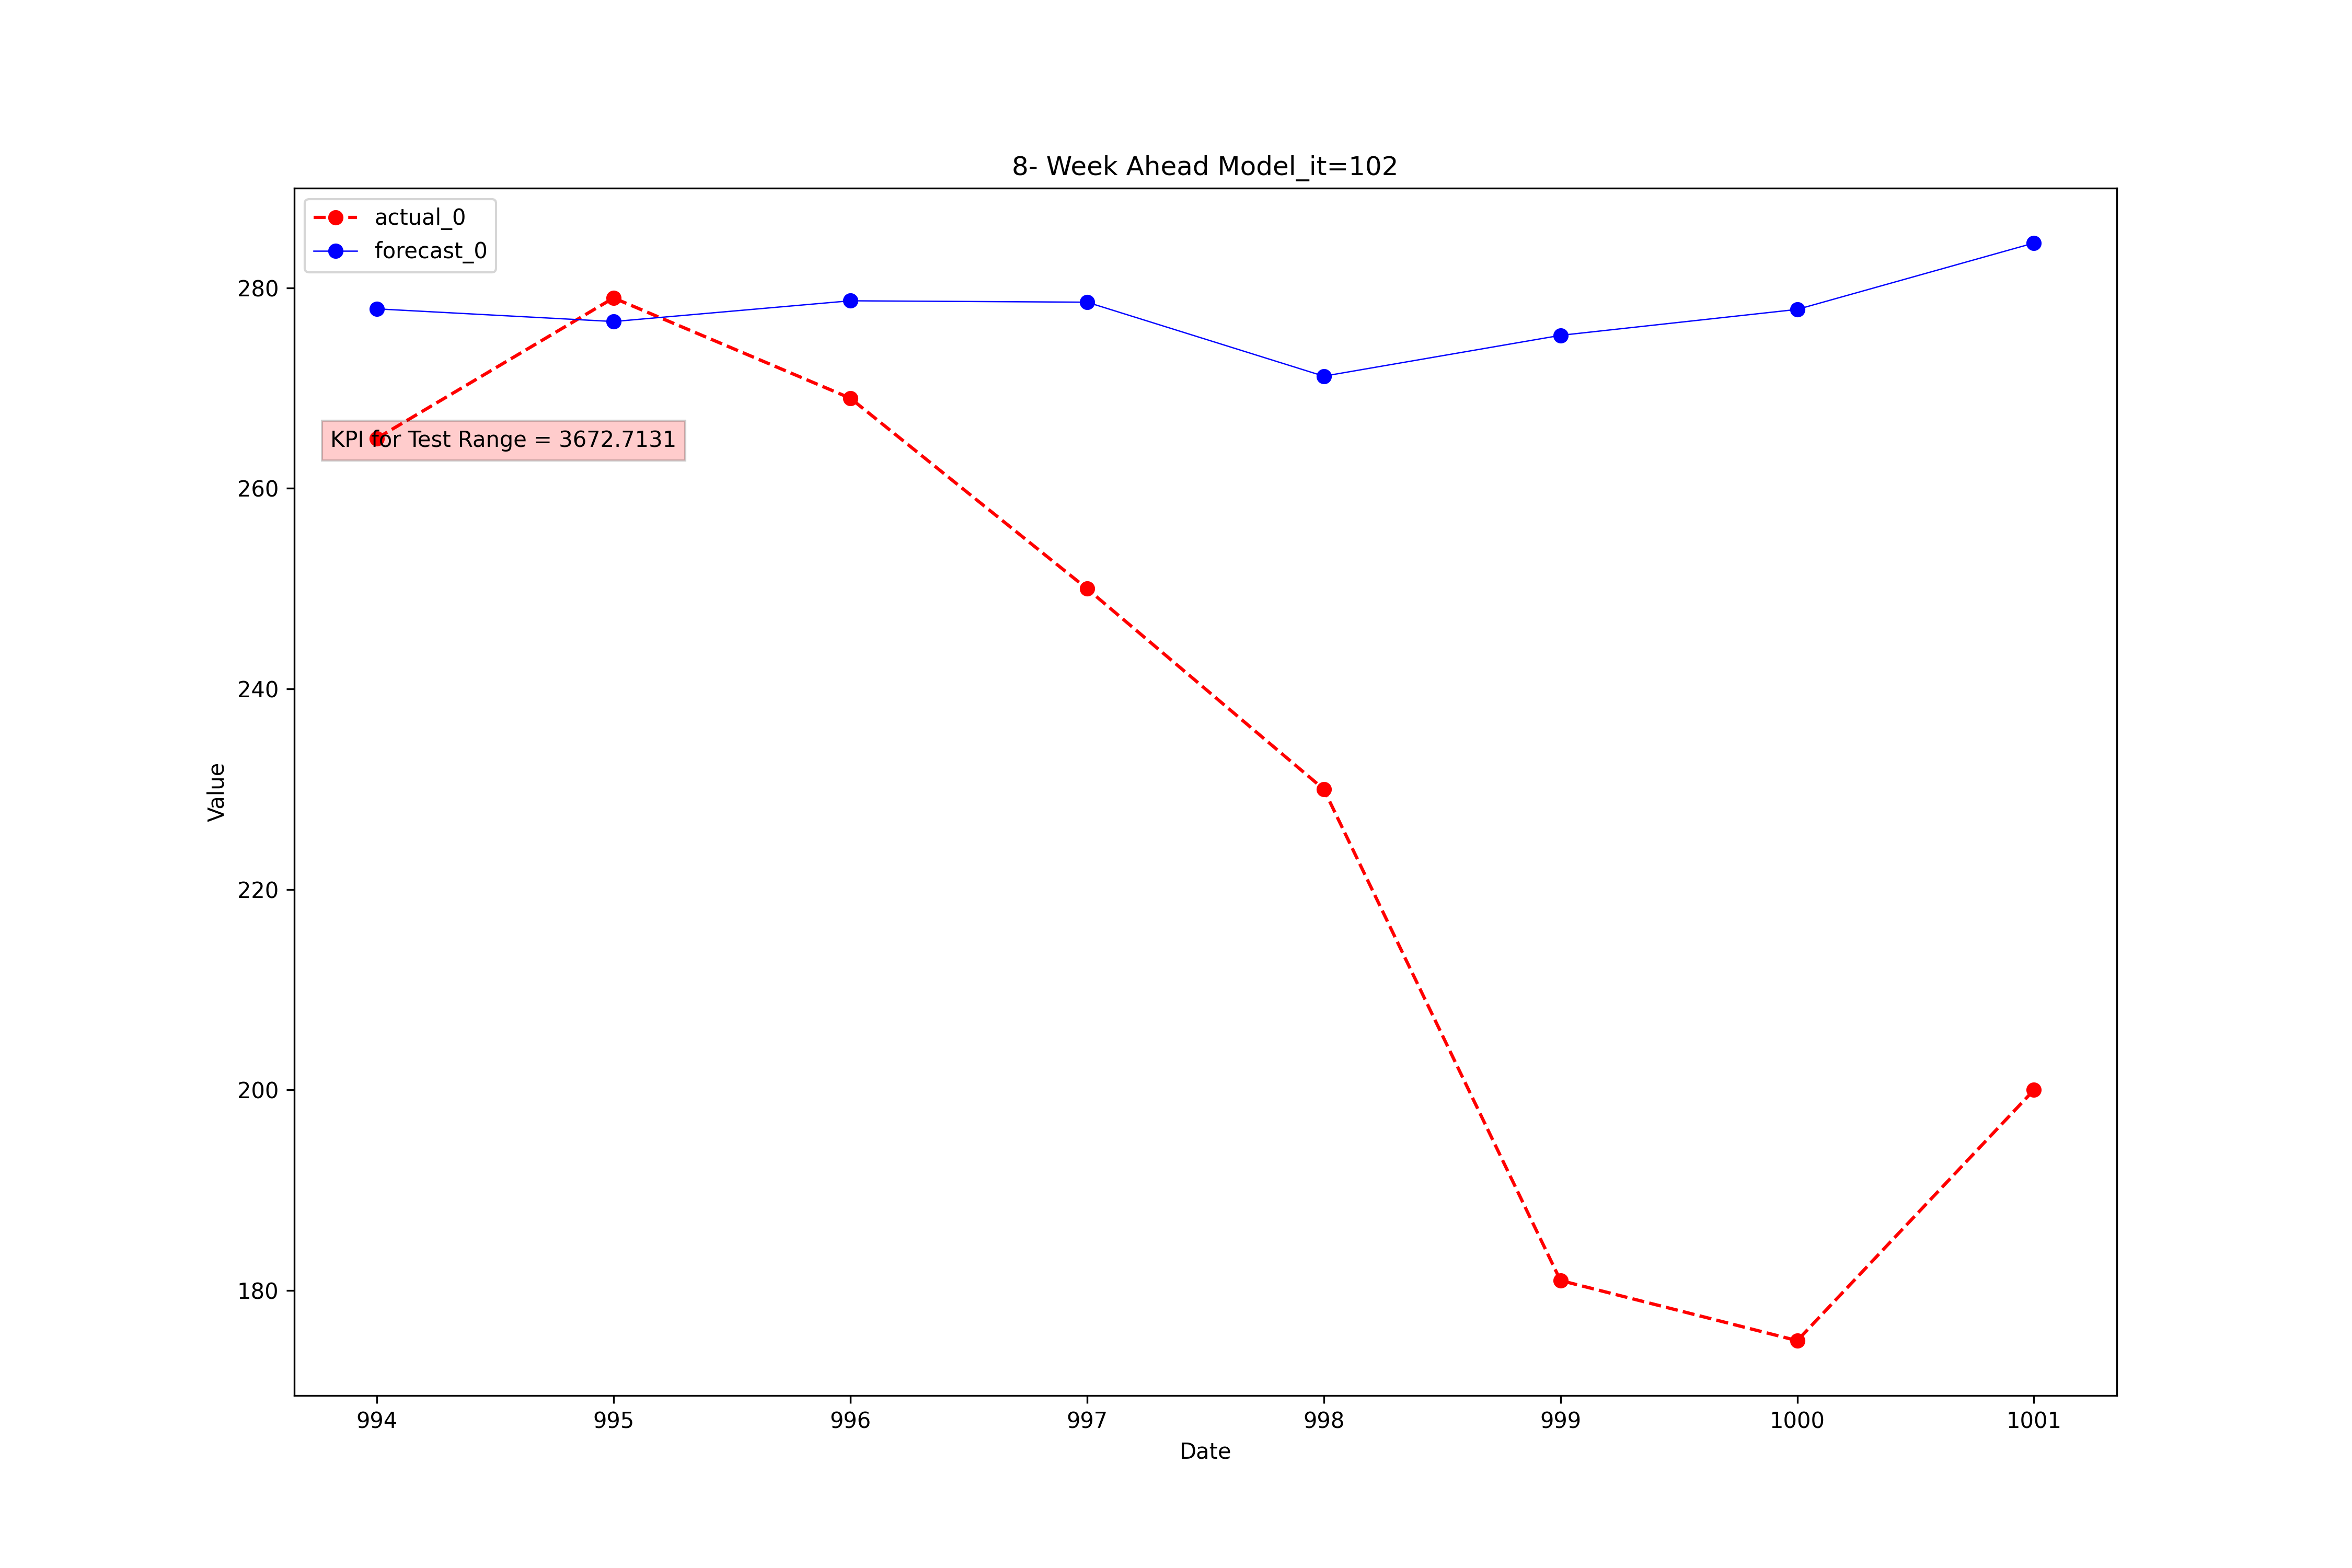 8- Week Ahead Model_it=102
actual_0
forecast_0
KPI for Test Range = 3672.7131
280
260
240
220
200
180
Value
994 995 996 997 998 999 1000 1001
Date